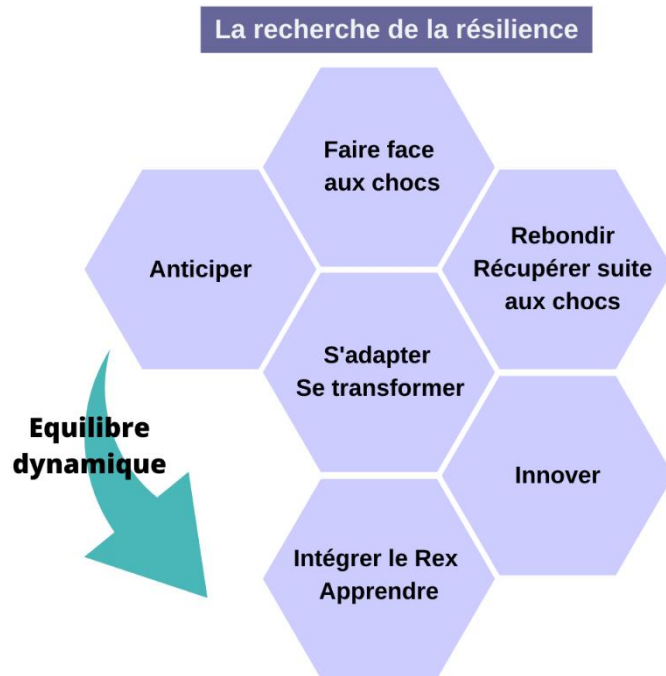 La recherche de la résilience
Faire face
aux chocs
Anticiper
Rebondir
Récupérer suite
aux chocs
S'adapter
Se transformer
Equilibre
dynamique
Innover
Intégrer le Rex
Apprendre